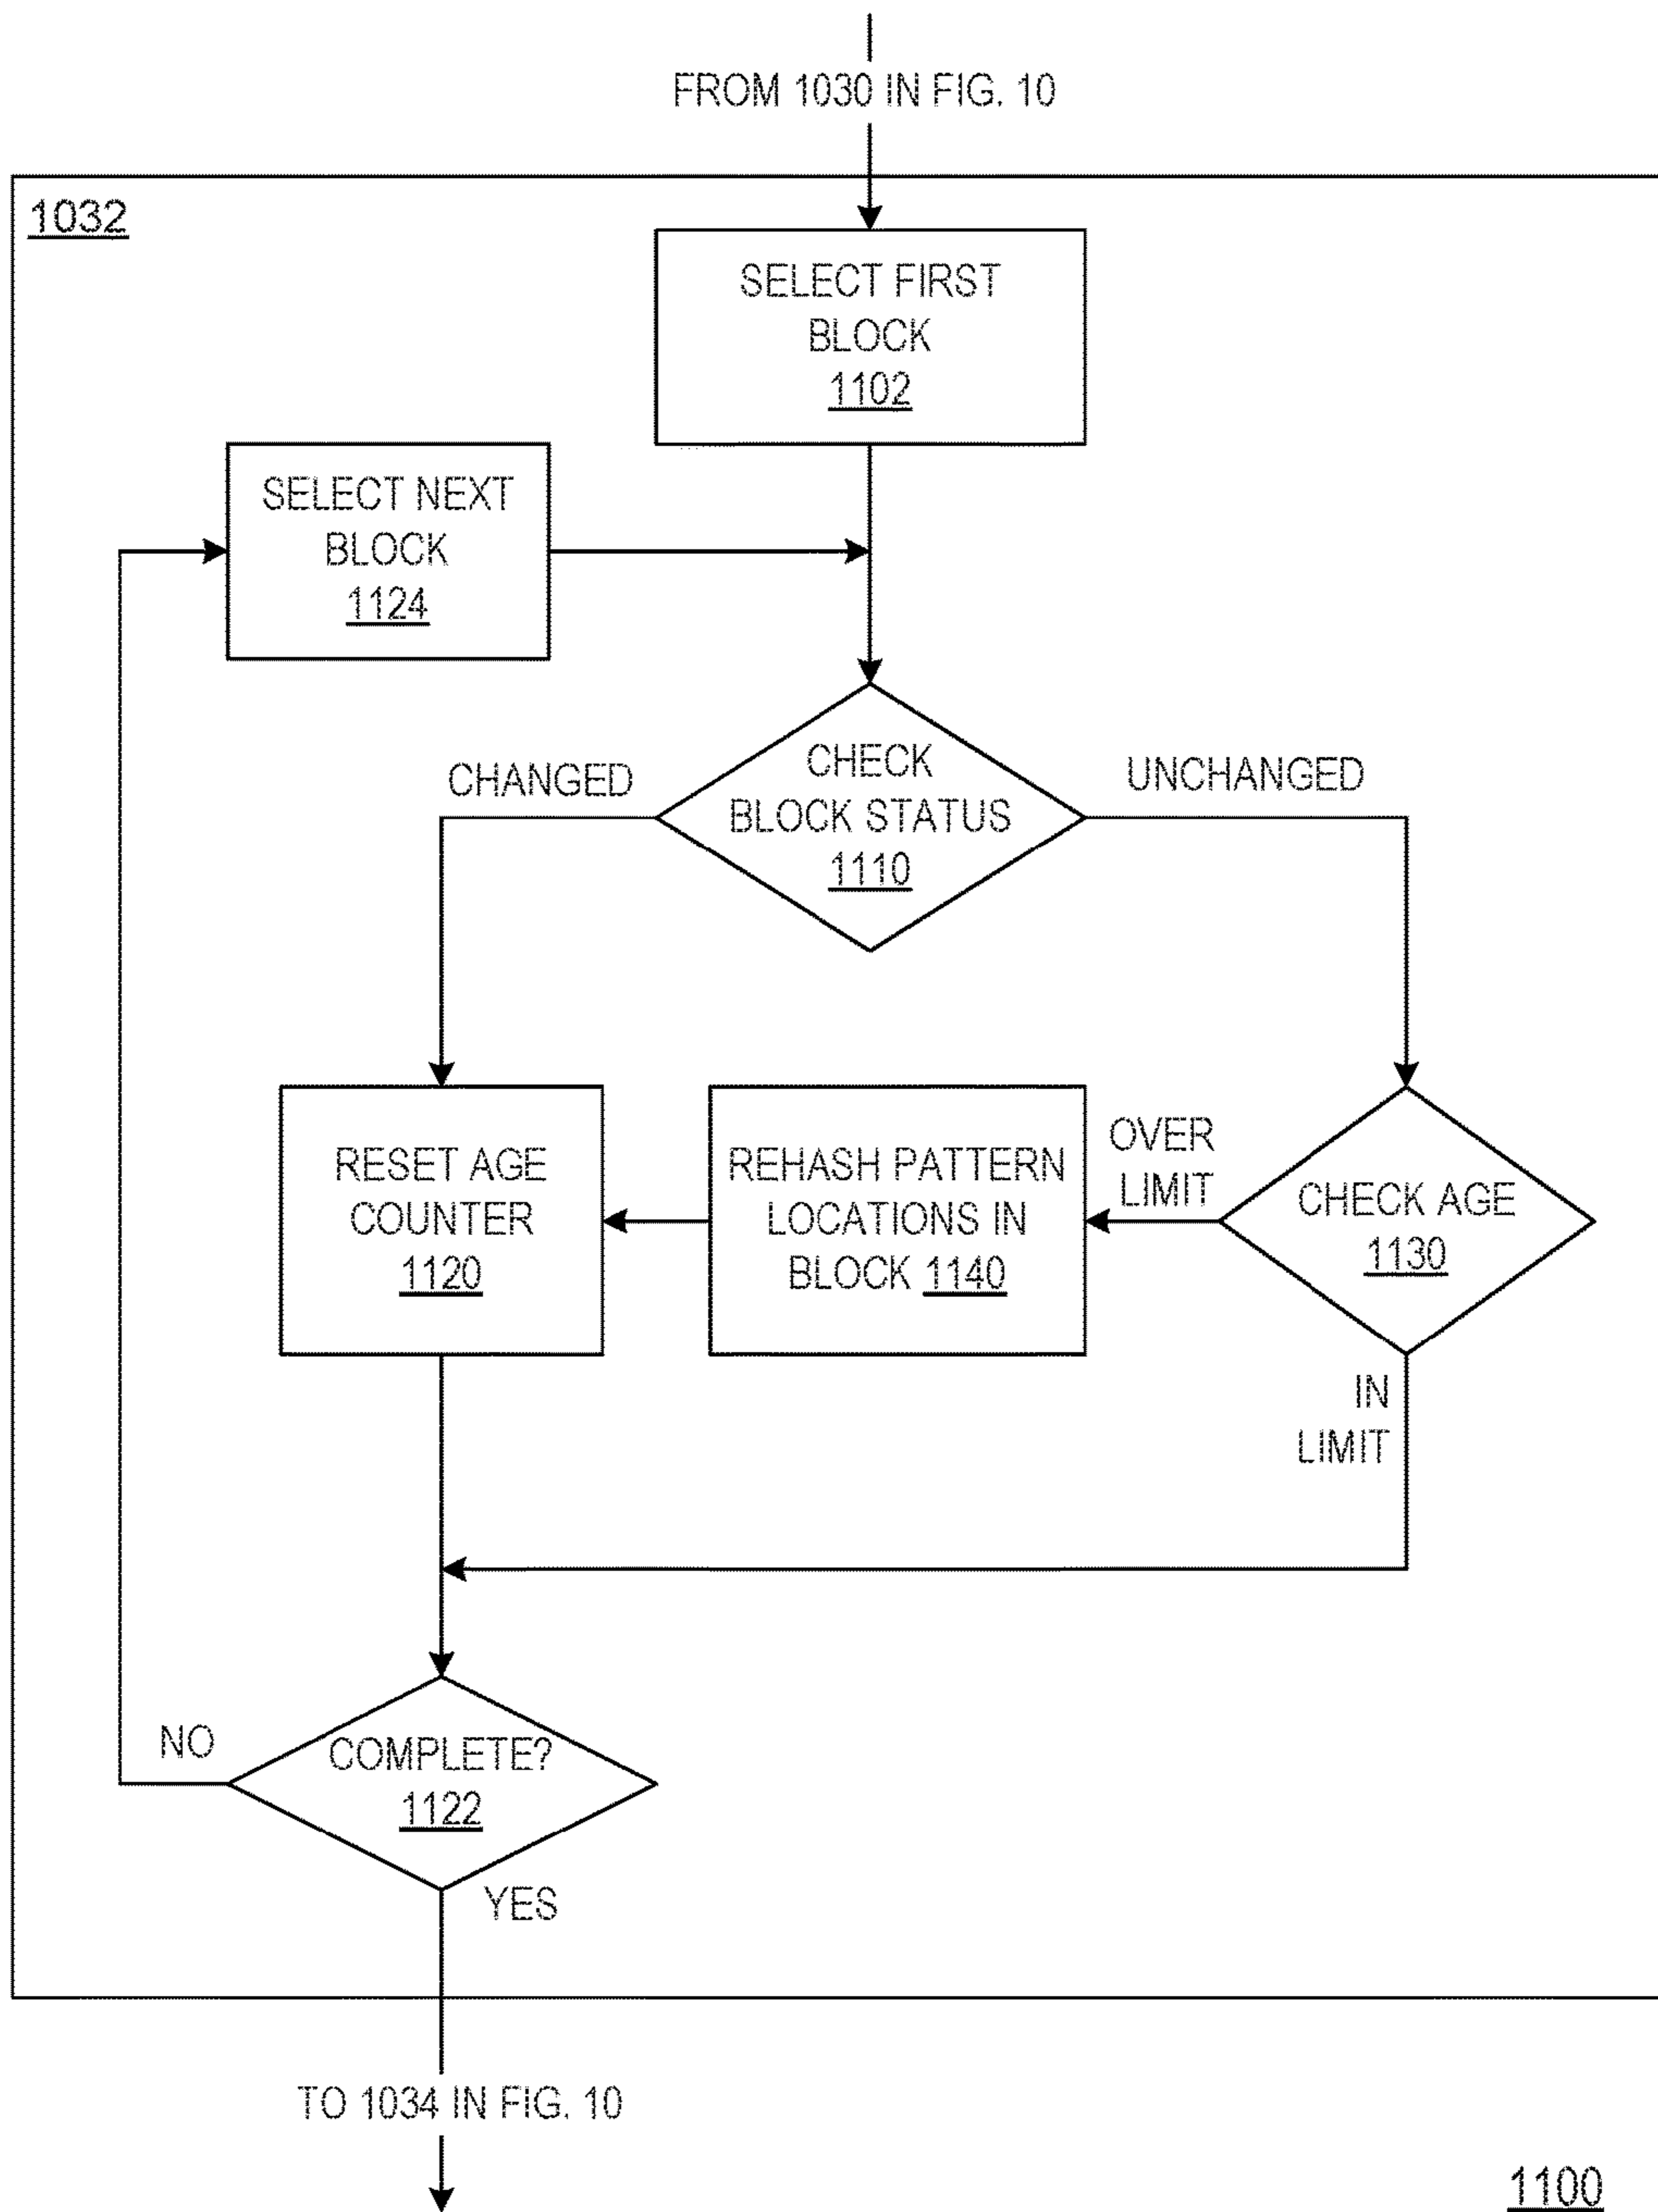 FROM 1030 IN FIG. 10
1032
SELECT FIRST
BLOCK
1102
SELECT NEXT
BLOCK
1124
CHECK
BLOCK STATUS
1110
CHANGED
UNCHANGED
RESET AGE
COUNTER
1120
REHASH PATTERN
LOCATIONS IN
BLOCK 1140
OVER
LIMIT
CHECK AGE
1130
IN
LIMIT
NO
COMPLETE?
1122
YES
TO 1034 IN FIG. 10
1100